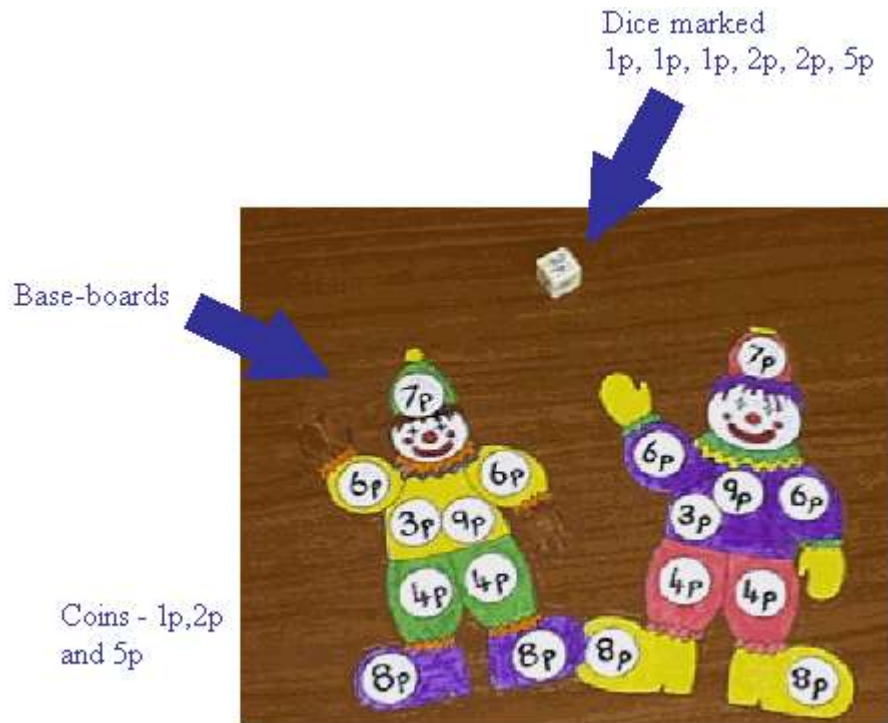 Dice marked
1p, 1p, 1p, 2p, 2p, 5p
Base-boards
7p
7p
6p
6p
6p
9p
6p
3p
9p
3p
4p
4p
4p
4p
Coins - 1p,2p
and 5p
8p
8p
8p
8p